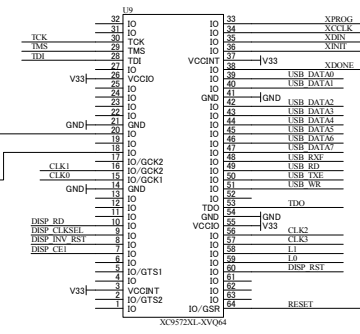 U9
32 IO IO 33 XPROG
31 IO IO 34 XCCLK
TCK 30 TCK IO 35 XDIN
TMS 29 TMS IO 36 XINIT
TDI 28 TDI VCCINT 37 V33
27 IO IO 38 XDONE
V33 26 VCCIO IO 39 USB_DATA0
25 IO IO 40 USB_DATA1
24 IO GND 41 GND
23 IO IO 42 USB_DATA2
22 IO IO 43 USB_DATA3
GND 21 GND IO 44 USB_DATA4
20 IO IO 45 USB_DATA5
19 IO IO 46 USB_DATA6
18 IO IO 47 USB_DATA7
17 IO/GCK2 IO 48 USB_RXF
CLK1 16 IO/GCK2 IO 49 USB_RD
CLK0 15 IO/GCK1 IO 50 USB_TXE
GND 14 GND IO 51 USB_WR
13 IO IO 52
12 IO TDO 53 TDO
11 IO GND 54 GND
DISP_RD 10 IO VCCIO 55 V33
DISP_CLKSEL 9 IO IO 56 CLK2
DISP_INV_RST 8 IO IO 57 CLK3
DISP_CE1 7 IO IO 58 L1
6 IO IO 59 L0
5 IO/GTS1 IO 60 DISP_RST
4 IO IO 61
V33 3 VCCINT IO 62
2 IO/GTS2 IO 63
1 IO IO/GSR 64 RESET
XC9572XL-XVQ64